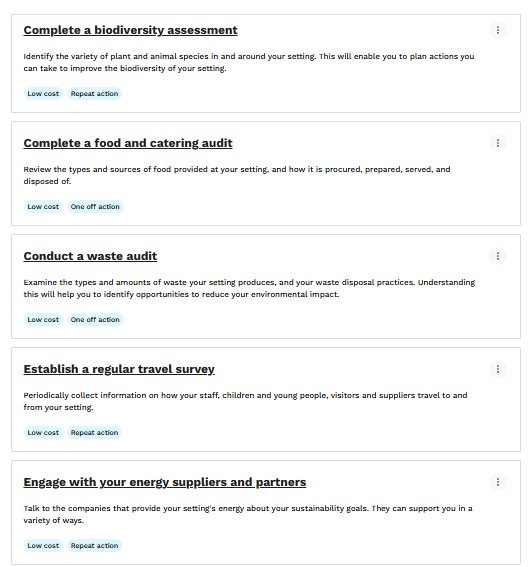 Complete a biodiversity assessment
Identify the variety of plant and animal species in and around your setting. This will enable you to plan actions you
can take to improve the biodiversity of your setting.
Low cost Repeat action
Complete a food and catering audit
Review the types and sources of food provided at your setting, and how it is procured, prepared, served, and
disposed of.
Low cost One off action
Conduct a waste audit
Examine the types and amounts of waste your setting produces, and your waste disposal practices. Understanding
this will help you to identify opportunities to reduce your environmental impact.
Low cost One off action
Establish a regular travel survey
Periodically collect information on how your staff, children and young people, visitors and suppliers travel to and
from your setting.
Low cost Repeat action
Engage with your energy suppliers and partners
Talk to the companies that provide your setting's energy about your sustainability goals. They can support you in a
variety of ways.
Low cost Repeat action